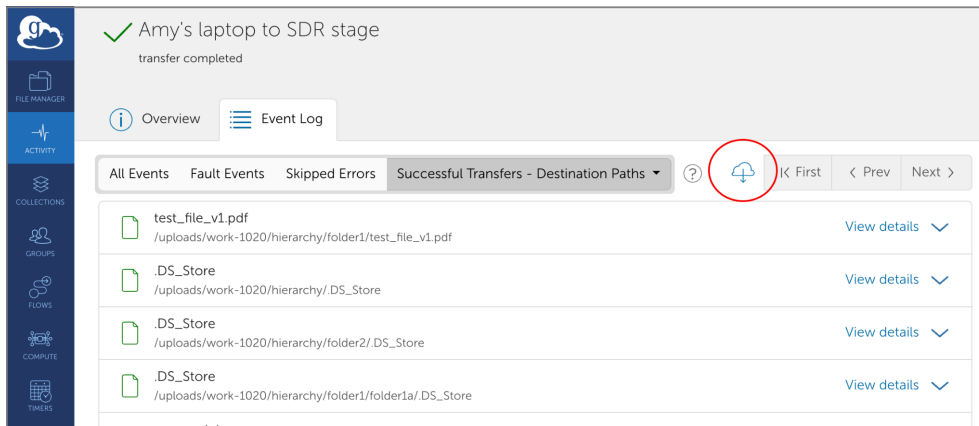 g
Amy's laptop to SDR stage
transfer completed
FILE MANAGER
ACTIVITY
COLLECTIONS
GROUPS
FLOWS
COMPUTE
TIMERS
i Overview Event Log
All Events Fault Events Skipped Errors Successful Transfers - Destination Paths ? First Prev Next
test_file_v1.pdf View details
/uploads/work-1020/hierarchy/folder1/test_file_v1.pdf
.DS_Store View details
/uploads/work-1020/hierarchy/.DS_Store
.DS_Store View details
/uploads/work-1020/hierarchy/folder2/.DS_Store
.DS_Store View details
/uploads/work-1020/hierarchy/folder1/folder1a/.DS_Store